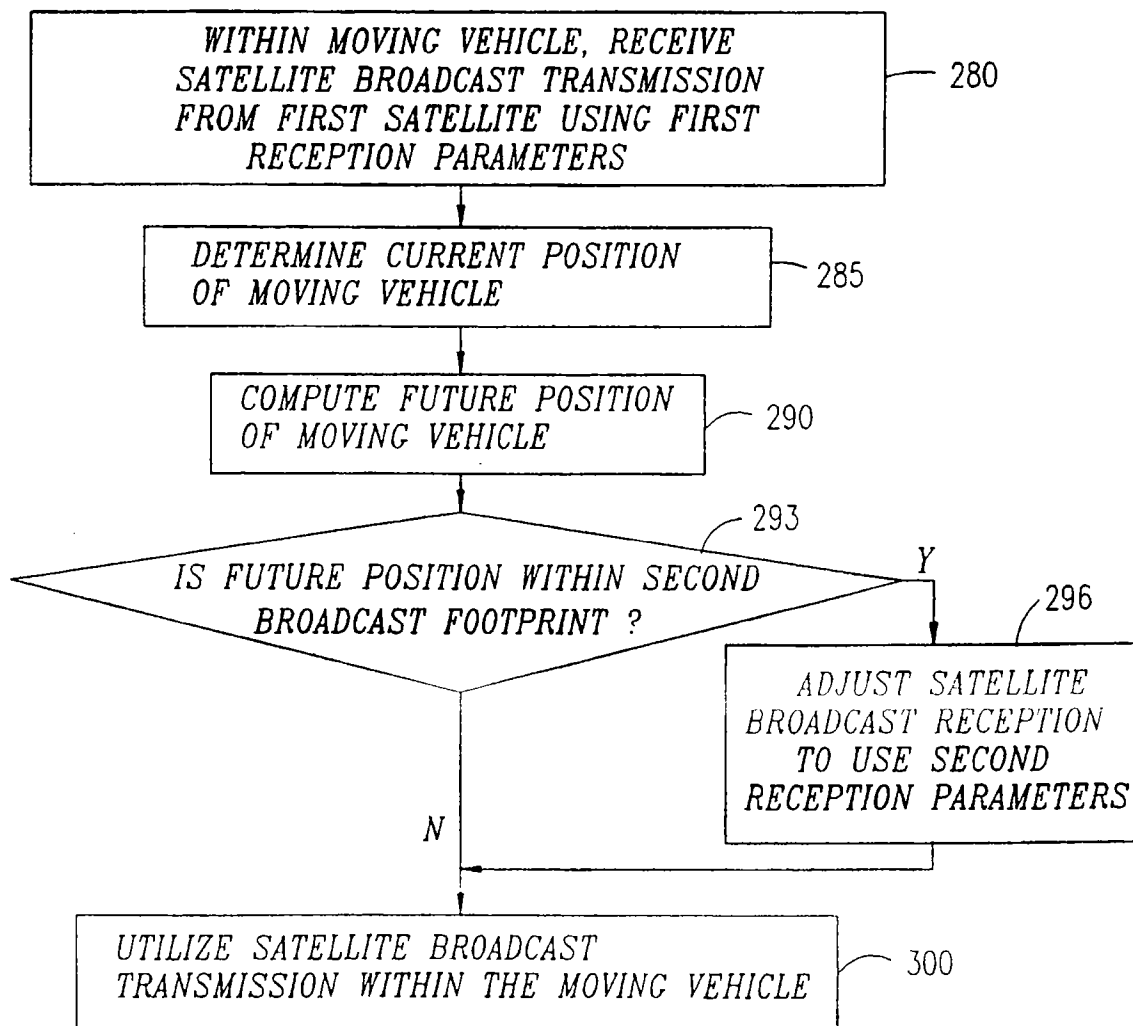 WITHIN MOVING VEHICLE, RECEIVE
SATELLITE BROADCAST TRANSMISSION
FROM FIRST SATELLITE USING FIRST
RECEPTION PARAMETERS
280
DETERMINE CURRENT POSITION
OF MOVING VEHICLE
285
COMPUTE FUTURE POSITION
OF MOVING VEHICLE
290
293
IS FUTURE POSITION WITHIN SECOND
BROADCAST FOOTPRINT ?
Y
296
ADJUST SATELLITE
BROADCAST RECEPTION
TO USE SECOND
RECEPTION PARAMETERS
N
UTILIZE SATELLITE BROADCAST
TRANSMISSION WITHIN THE MOVING VEHICLE
300